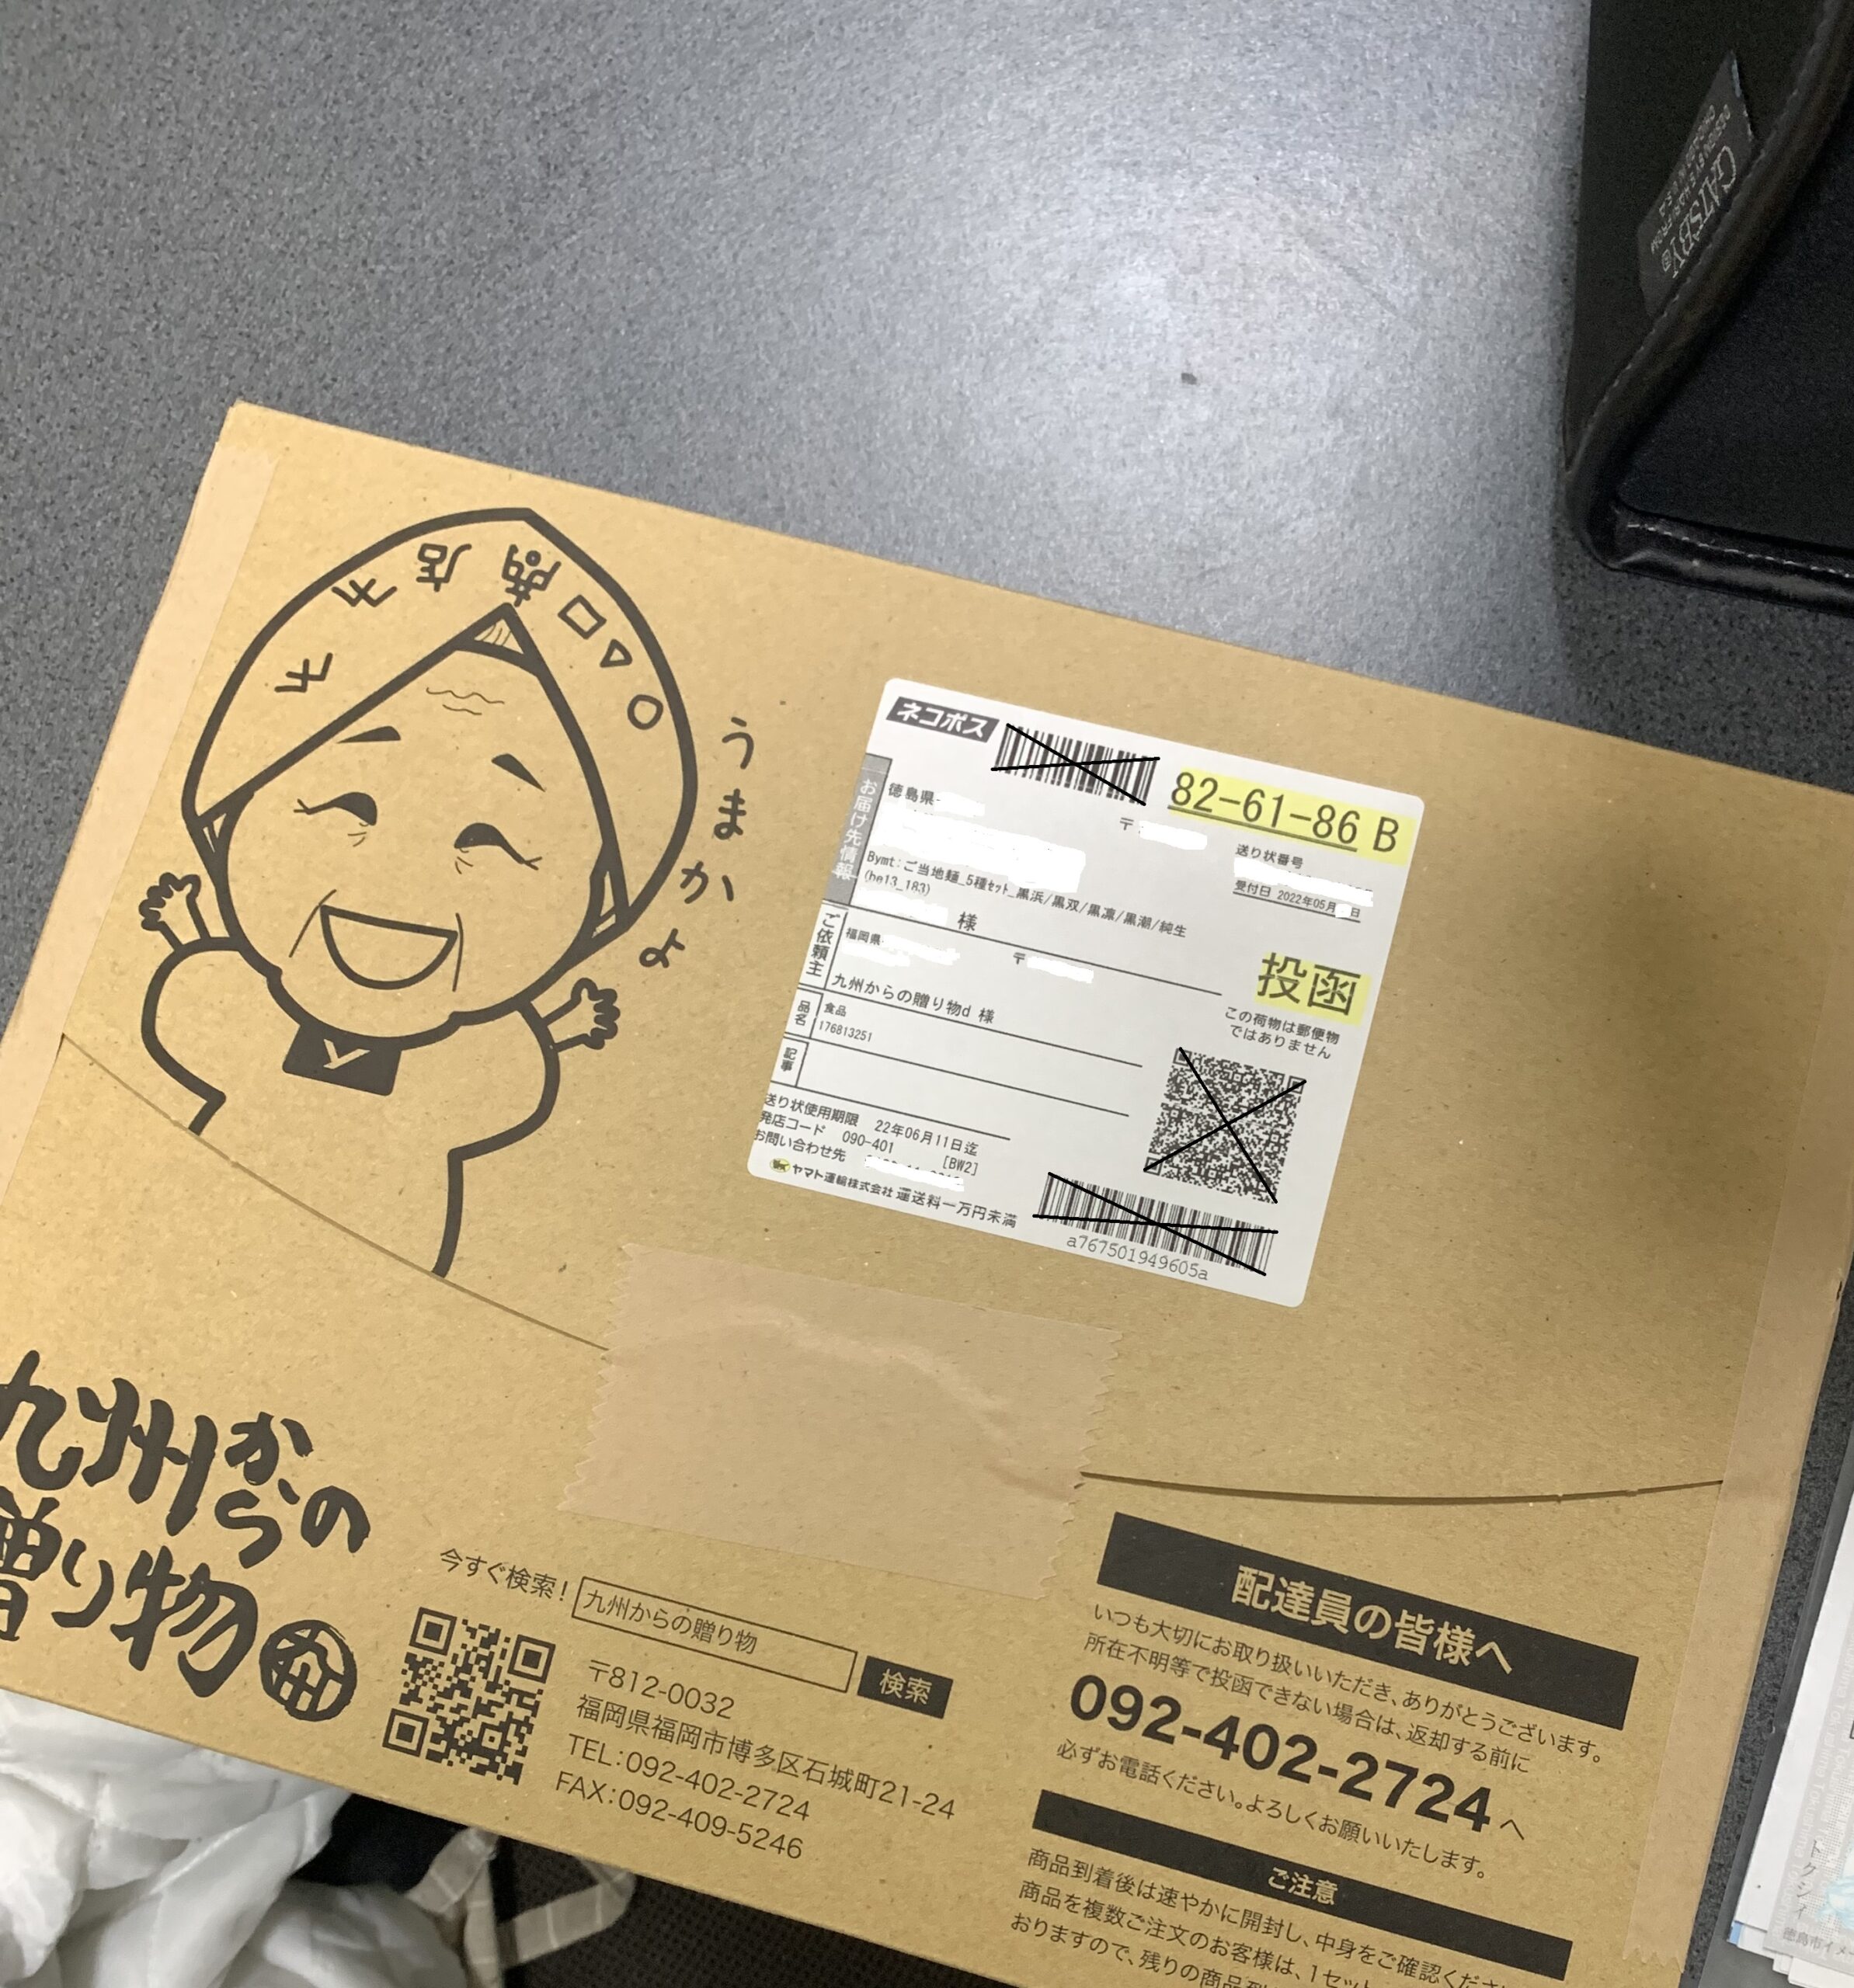 GATSBY
うまかよ
ネコポス
82-61-86 B
お届け先情報
徳島県
〒
送り状番号
受付日 2022年05月 日
Bymt:ご当地麺_5種ｾｯﾄ_黒浜/黒双/黒凛/黒潮/純生
(he13_183)
様
ご依頼主
福岡県
〒
九州からの贈り物d 様
投函
この荷物は郵便物
ではありません
品名
食品
176813251
記事
送り状使用期限 22年06月11日迄
発店コード 090-401 [BW2]
お問い合わせ先
ヤマト運輸株式会社 運送料一万円未満
a767501949605a
九州からの
贈り物
今すぐ検索! 九州からの贈り物 検索
〒812-0032
福岡県福岡市博多区石城町21-24
TEL:092-402-2724
FAX:092-409-5246
配達員の皆様へ
いつも大切にお取り扱いいただき、ありがとうございます。
所在不明等で投函できない場合は、返却する前に
092-402-2724へ
必ずお電話ください。よろしくお願いいたします。
ご注意
商品到着後は速やかに開封し、中身をご確認くださ
商品を複数ご注文のお客様は、1セット
おりますので、残りの商品到
トクシィ